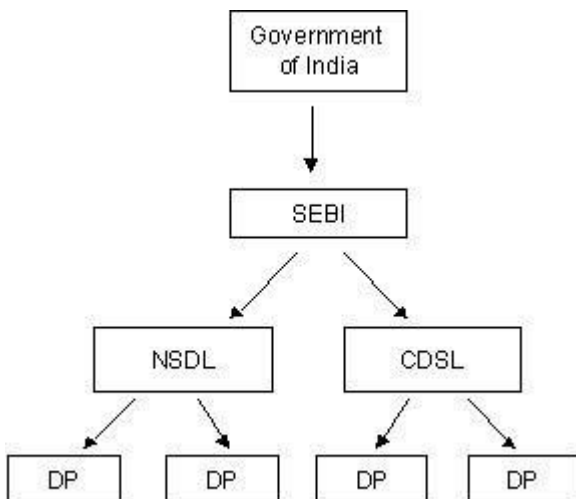 Government
of India
SEBI
NSDL
CDSL
DP
DP
DP
DP